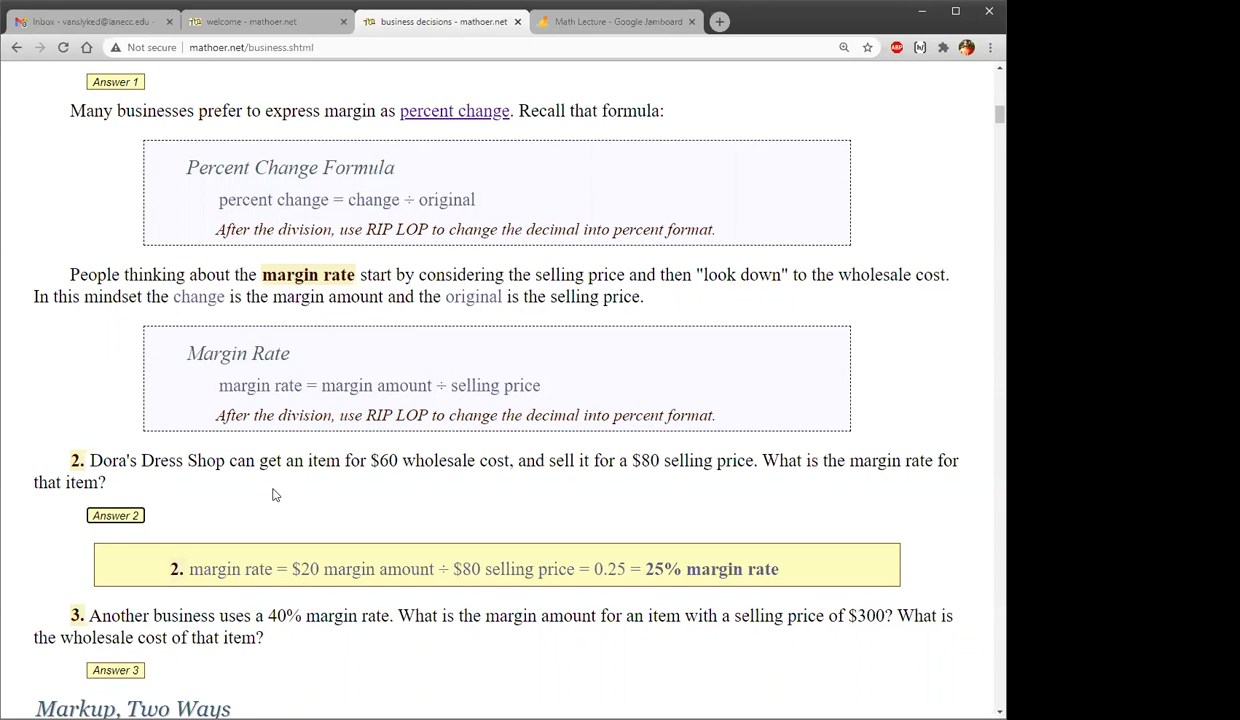 Inbox - vanslyked@lanecc.edu -
welcome - mathoer.net
business decisions - mathoer.net
Math Lecture - Google Jamboard
Not secure | mathoer.net/business.shtml
ABP
Answer 1
Many businesses prefer to express margin as percent change. Recall that formula:
Percent Change Formula
percent change = change ÷ original
After the division, use RIP LOP to change the decimal into percent format.
People thinking about the margin rate start by considering the selling price and then "look down" to the wholesale cost.
In this mindset the change is the margin amount and the original is the selling price.
Margin Rate
margin rate = margin amount ÷ selling price
After the division, use RIP LOP to change the decimal into percent format.
2. Dora's Dress Shop can get an item for $60 wholesale cost, and sell it for a $80 selling price. What is the margin rate for
that item?
Answer 2
2. margin rate = $20 margin amount ÷ $80 selling price = 0.25 = 25% margin rate
3. Another business uses a 40% margin rate. What is the margin amount for an item with a selling price of $300? What is
the wholesale cost of that item?
Answer 3
Markup, Two Ways